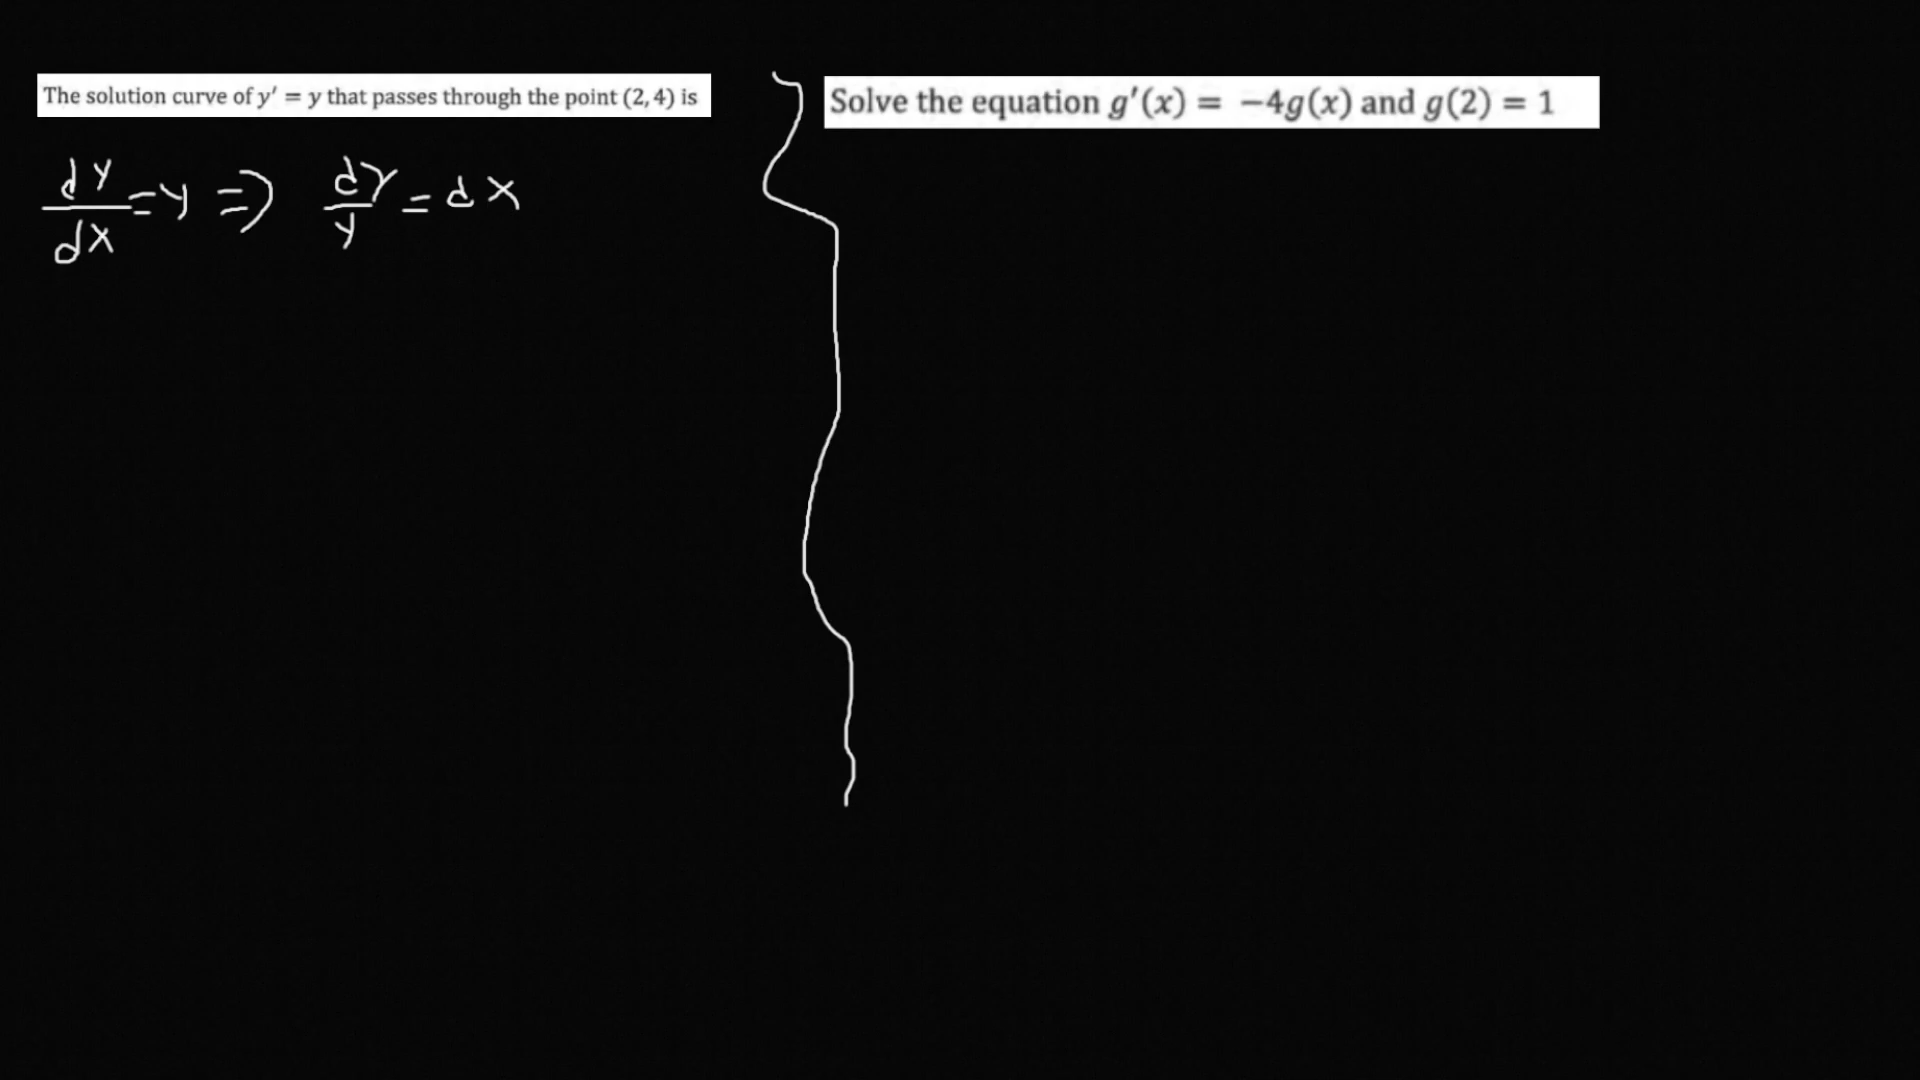 The solution curve of y′ = y that passes through the point (2, 4) is
dy/dx = y ⇒ dy/y = dx
Solve the equation g′(x) = −4g(x) and g(2) = 1